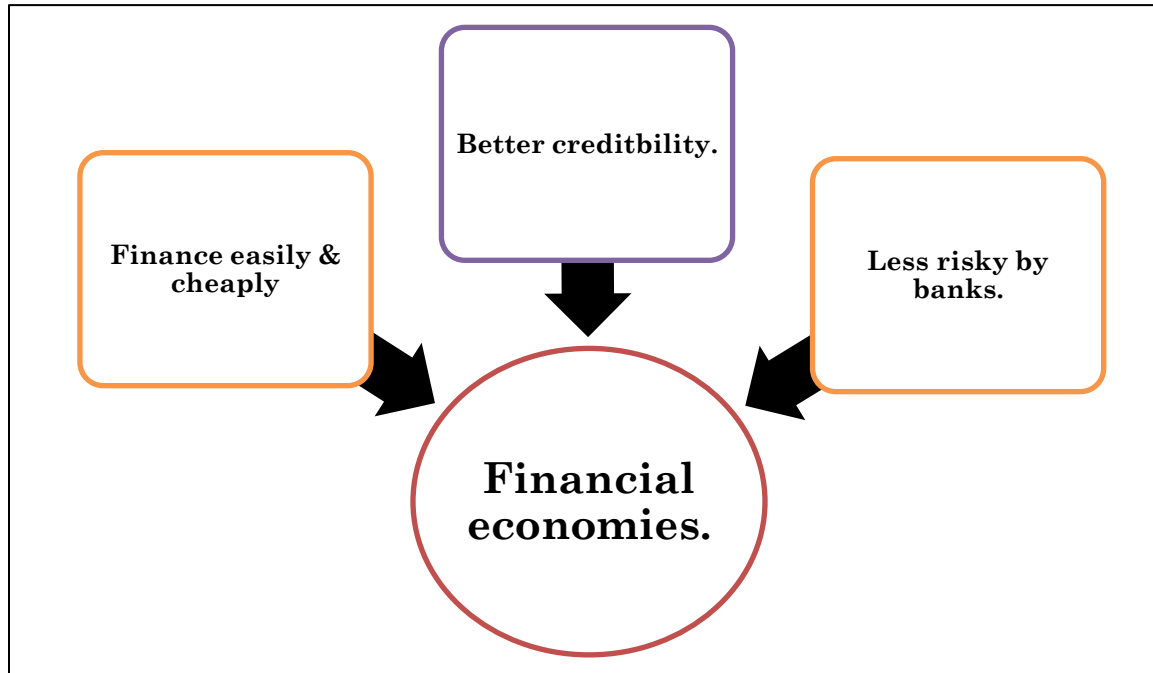 Better creditbility.
Finance easily &
cheaply
Less risky by
banks.
Financial
economies.